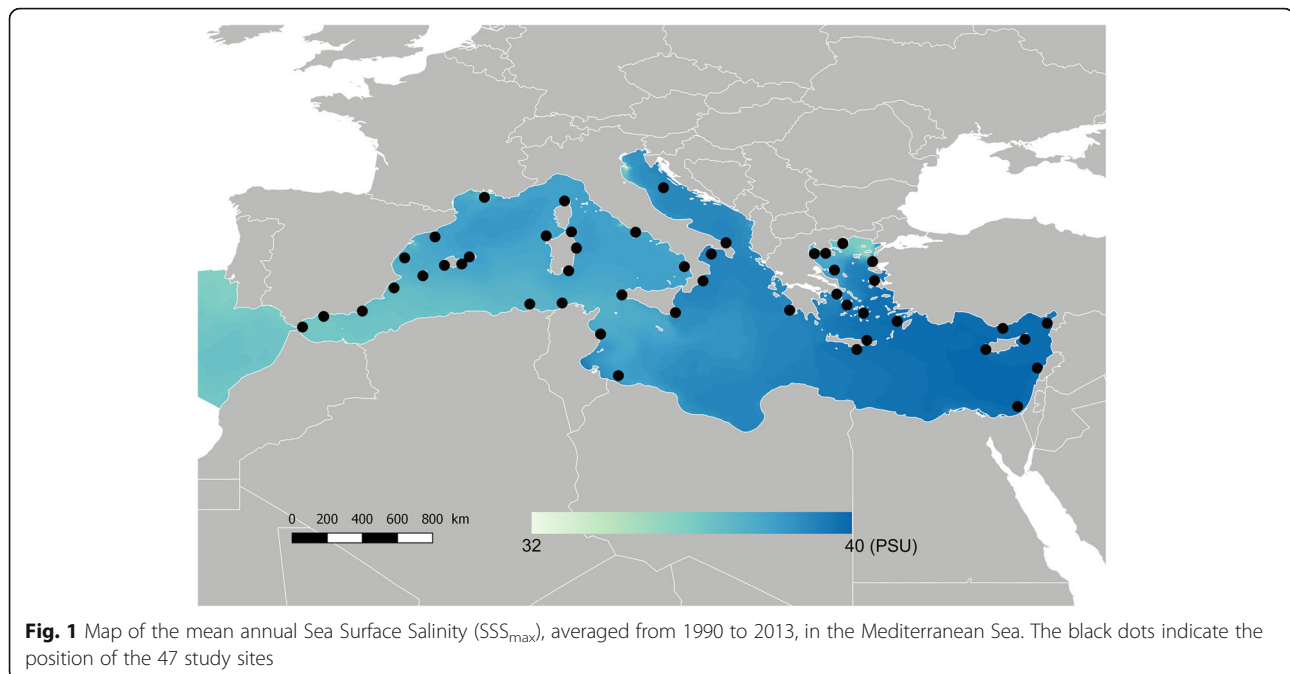 0 200 400 600 800 km
32 40 (PSU)
Fig. 1 Map of the mean annual Sea Surface Salinity (SSSmax), averaged from 1990 to 2013, in the Mediterranean Sea. The black dots indicate the
position of the 47 study sites